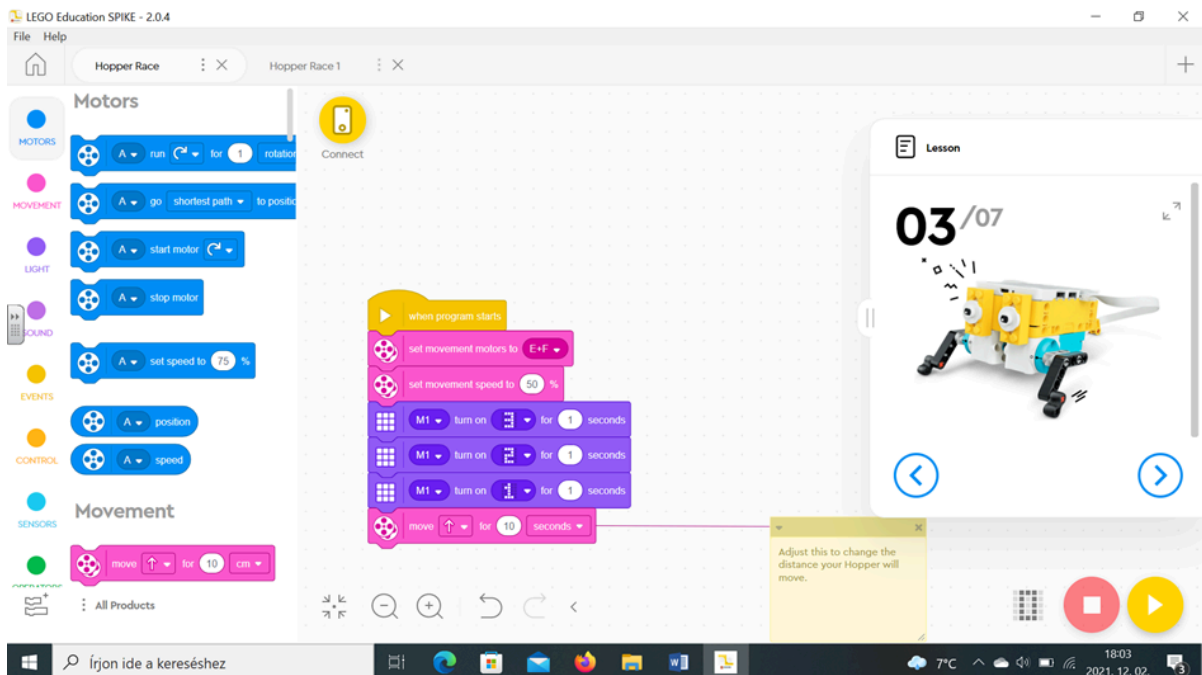 LEGO Education SPIKE - 2.0.4
File Help
Hopper Race
Hopper Race 1
MOTORS
MOVEMENT
LIGHT
SOUND
EVENTS
CONTROL
SENSORS
OPERATORS
Motors
A run for 1
A go shortest path to
A start motor
A stop motor
A set speed to 75 %
A position
A speed
Movement
move for 10 cm
All Products
Connect
when program starts
set movement motors to E+F
set movement speed to 50 %
M1 turn on 3 for 1 seconds
M1 turn on 2 for 1 seconds
M1 turn on 1 for 1 seconds
move for 10 seconds
Adjust this to change the
distance your Hopper will
move.
Lesson
03/07
Írjon ide a kereséshez
7°C
18:03
2021. 12. 02.
3